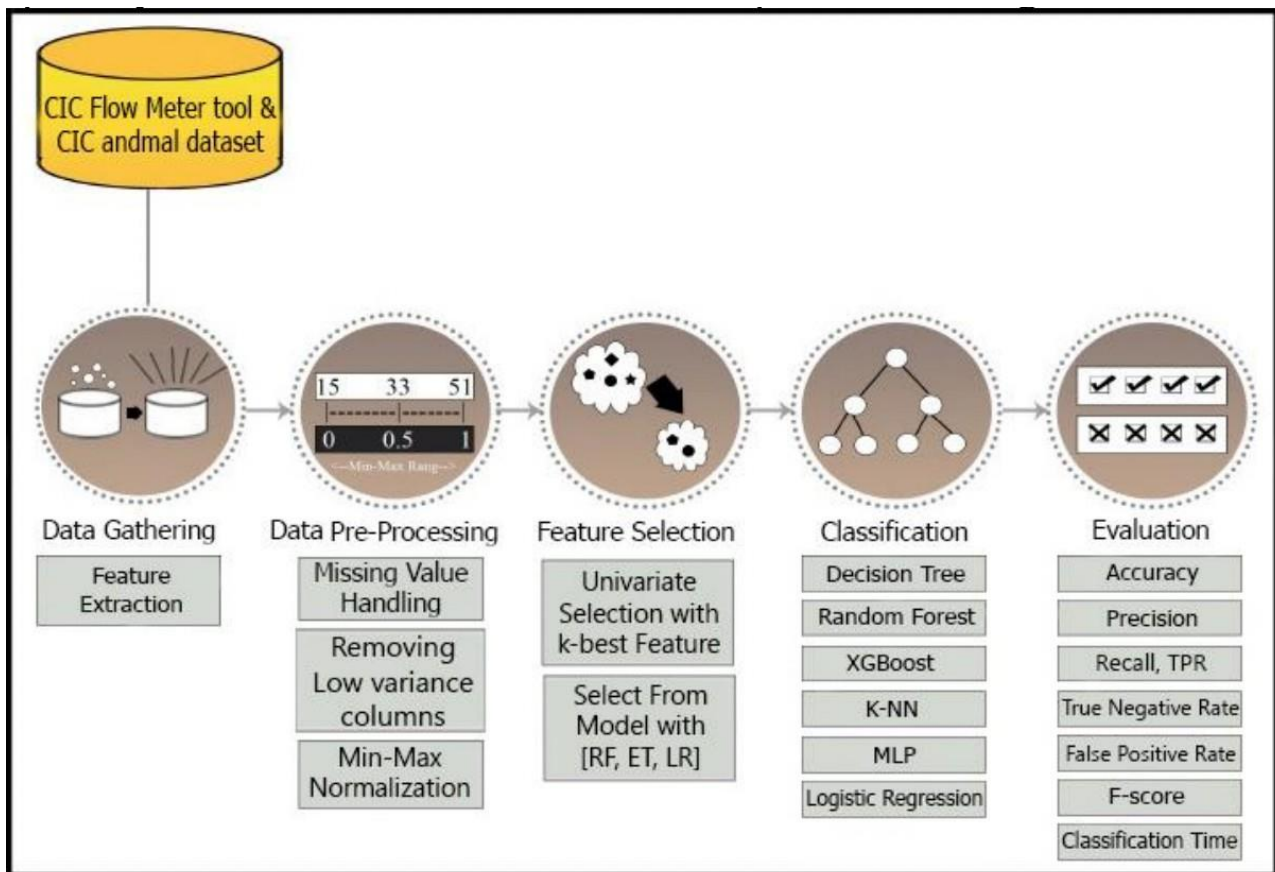 CIC Flow Meter tool &
CIC andmal dataset
15 33 51
0 0.5 1
<--Min-Max Rang-->
Data Gathering
Feature
Extraction
Data Pre-Processing
Missing Value
Handling
Removing
Low variance
columns
Min-Max
Normalization
Feature Selection
Univariate
Selection with
k-best Feature
Select From
Model with
[RF, ET, LR]
Classification
Decision Tree
Random Forest
XGBoost
K-NN
MLP
Logistic Regression
Evaluation
Accuracy
Precision
Recall, TPR
True Negative Rate
False Positive Rate
F-score
Classification Time